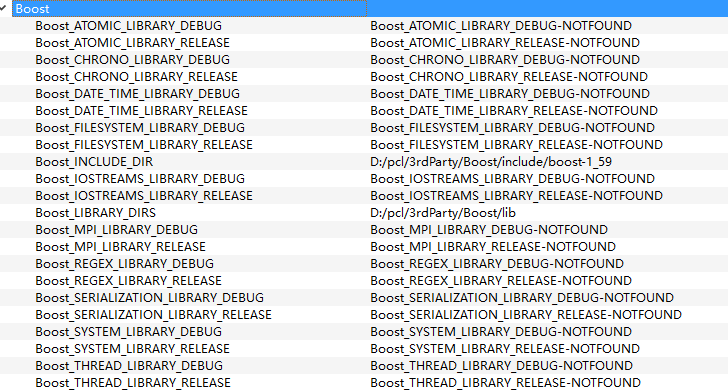 Boost
Boost_ATOMIC_LIBRARY_DEBUG Boost_ATOMIC_LIBRARY_DEBUG-NOTFOUND
Boost_ATOMIC_LIBRARY_RELEASE Boost_ATOMIC_LIBRARY_RELEASE-NOTFOUND
Boost_CHRONO_LIBRARY_DEBUG Boost_CHRONO_LIBRARY_DEBUG-NOTFOUND
Boost_CHRONO_LIBRARY_RELEASE Boost_CHRONO_LIBRARY_RELEASE-NOTFOUND
Boost_DATE_TIME_LIBRARY_DEBUG Boost_DATE_TIME_LIBRARY_DEBUG-NOTFOUND
Boost_DATE_TIME_LIBRARY_RELEASE Boost_DATE_TIME_LIBRARY_RELEASE-NOTFOUND
Boost_FILESYSTEM_LIBRARY_DEBUG Boost_FILESYSTEM_LIBRARY_DEBUG-NOTFOUND
Boost_FILESYSTEM_LIBRARY_RELEASE Boost_FILESYSTEM_LIBRARY_RELEASE-NOTFOUND
Boost_INCLUDE_DIR D:/pcl/3rdParty/Boost/include/boost-1_59
Boost_IOSTREAMS_LIBRARY_DEBUG Boost_IOSTREAMS_LIBRARY_DEBUG-NOTFOUND
Boost_IOSTREAMS_LIBRARY_RELEASE Boost_IOSTREAMS_LIBRARY_RELEASE-NOTFOUND
Boost_LIBRARY_DIRS D:/pcl/3rdParty/Boost/lib
Boost_MPI_LIBRARY_DEBUG Boost_MPI_LIBRARY_DEBUG-NOTFOUND
Boost_MPI_LIBRARY_RELEASE Boost_MPI_LIBRARY_RELEASE-NOTFOUND
Boost_REGEX_LIBRARY_DEBUG Boost_REGEX_LIBRARY_DEBUG-NOTFOUND
Boost_REGEX_LIBRARY_RELEASE Boost_REGEX_LIBRARY_RELEASE-NOTFOUND
Boost_SERIALIZATION_LIBRARY_DEBUG Boost_SERIALIZATION_LIBRARY_DEBUG-NOTFOUND
Boost_SERIALIZATION_LIBRARY_RELEASE Boost_SERIALIZATION_LIBRARY_RELEASE-NOTFOUND
Boost_SYSTEM_LIBRARY_DEBUG Boost_SYSTEM_LIBRARY_DEBUG-NOTFOUND
Boost_SYSTEM_LIBRARY_RELEASE Boost_SYSTEM_LIBRARY_RELEASE-NOTFOUND
Boost_THREAD_LIBRARY_DEBUG Boost_THREAD_LIBRARY_DEBUG-NOTFOUND
Boost_THREAD_LIBRARY_RELEASE Boost_THREAD_LIBRARY_RELEASE-NOTFOUND